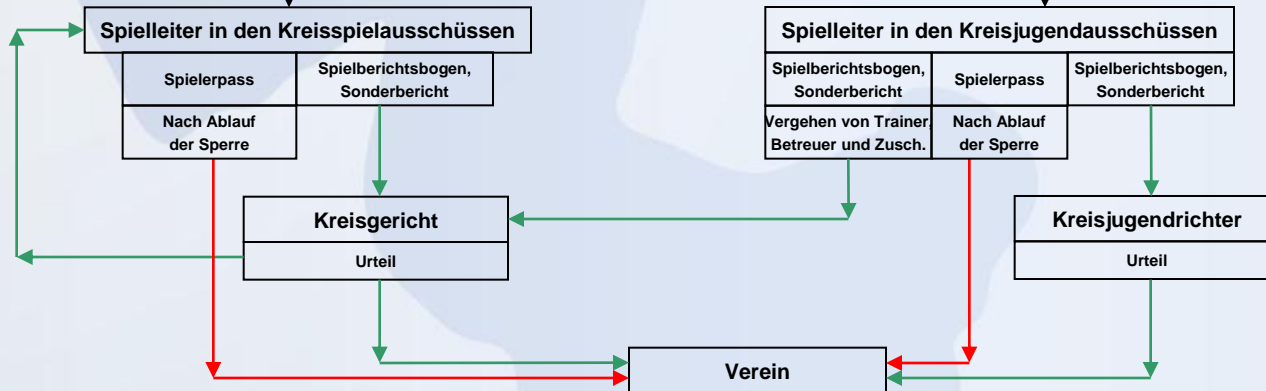 Spielleiter in den Kreisspielausschüssen
Spielerpass
Spielberichtsbogen,
Sonderbericht
Nach Ablauf
der Sperre
Spielleiter in den Kreisjugendausschüssen
Spielberichtsbogen,
Sonderbericht
Spielerpass
Spielberichtsbogen,
Sonderbericht
Vergehen von Trainer,
Betreuer und Zusch.
Nach Ablauf
der Sperre
Kreisgericht
Urteil
Kreisjugendrichter
Urteil
Verein